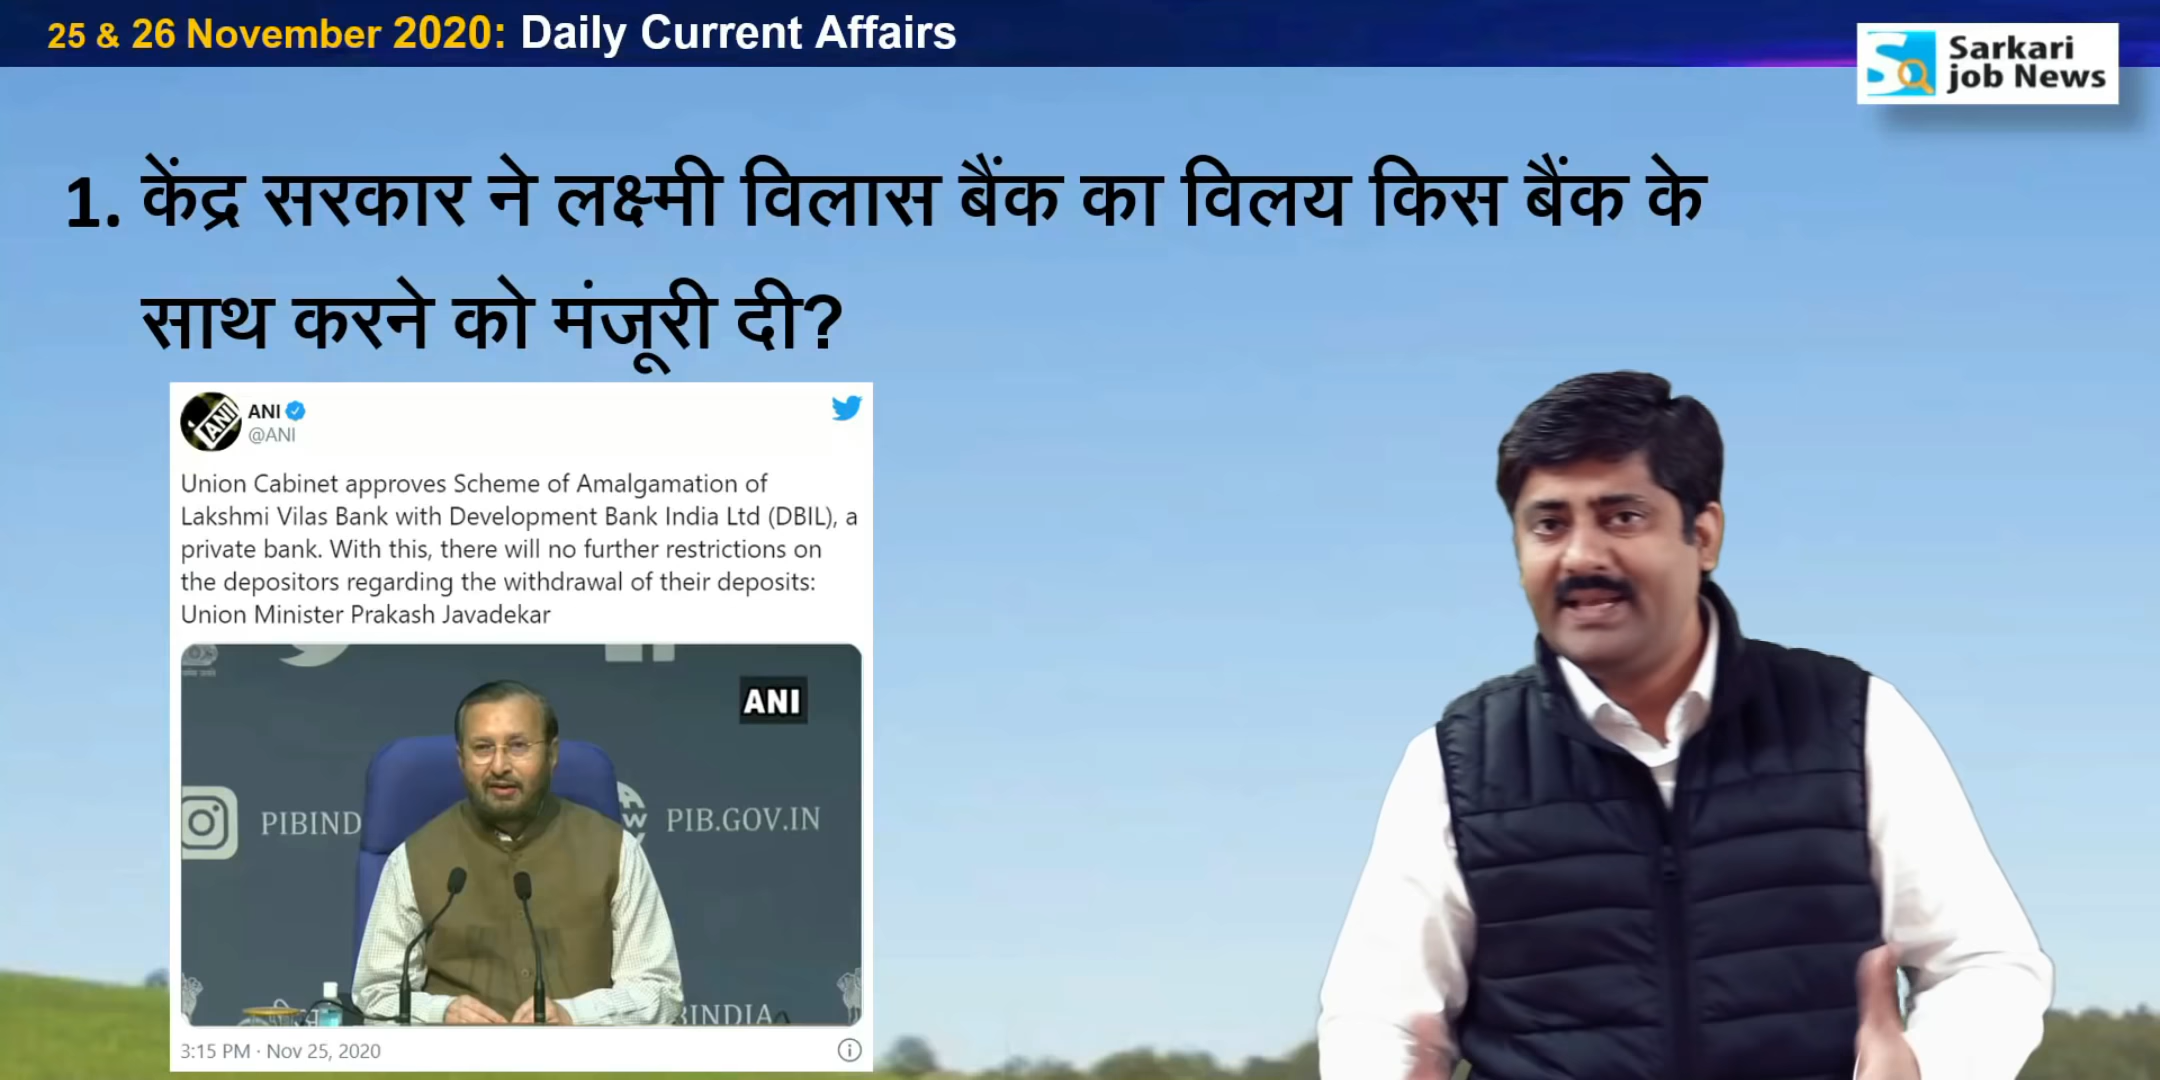 25 & 26 November 2020: Daily Current Affairs
Sarkari
job News
1. केंद्र सरकार ने लक्ष्मी विलास बैंक का विलय किस बैंक के
साथ करने को मंजूरी दी?
ANI
@ANI
Union Cabinet approves Scheme of Amalgamation of
Lakshmi Vilas Bank with Development Bank India Ltd (DBIL), a
private bank. With this, there will no further restrictions on
the depositors regarding the withdrawal of their deposits:
Union Minister Prakash Javadekar
ANI
PIBIND
PIB.GOV.IN
BINDIA
3:15 PM · Nov 25, 2020